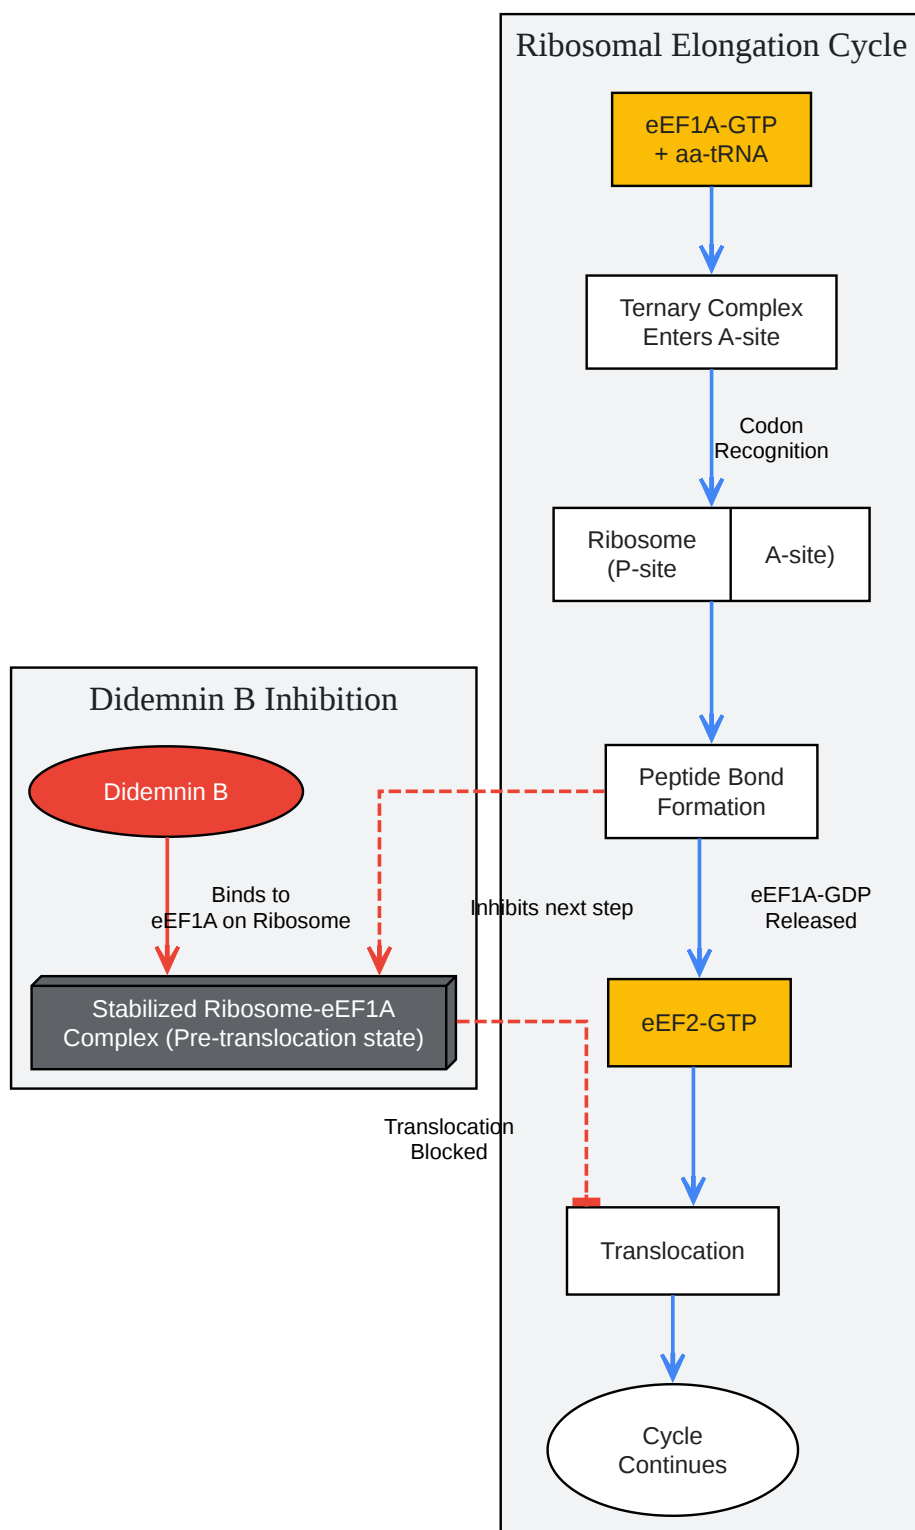 Ribosomal Elongation Cycle
eEF1A-GTP
+ aa-tRNA
Ternary Complex
Enters A-site
Codon
Recognition
Ribosome
(P-site
A-site)
Peptide Bond
Formation
eEF1A-GDP
Released
Inhibits next step
eEF2-GTP
Translocation
Cycle
Continues
Didemnin B Inhibition
Didemnin B
Binds to
eEF1A on Ribosome
Stabilized Ribosome-eEF1A
Complex (Pre-translocation state)
Translocation
Blocked